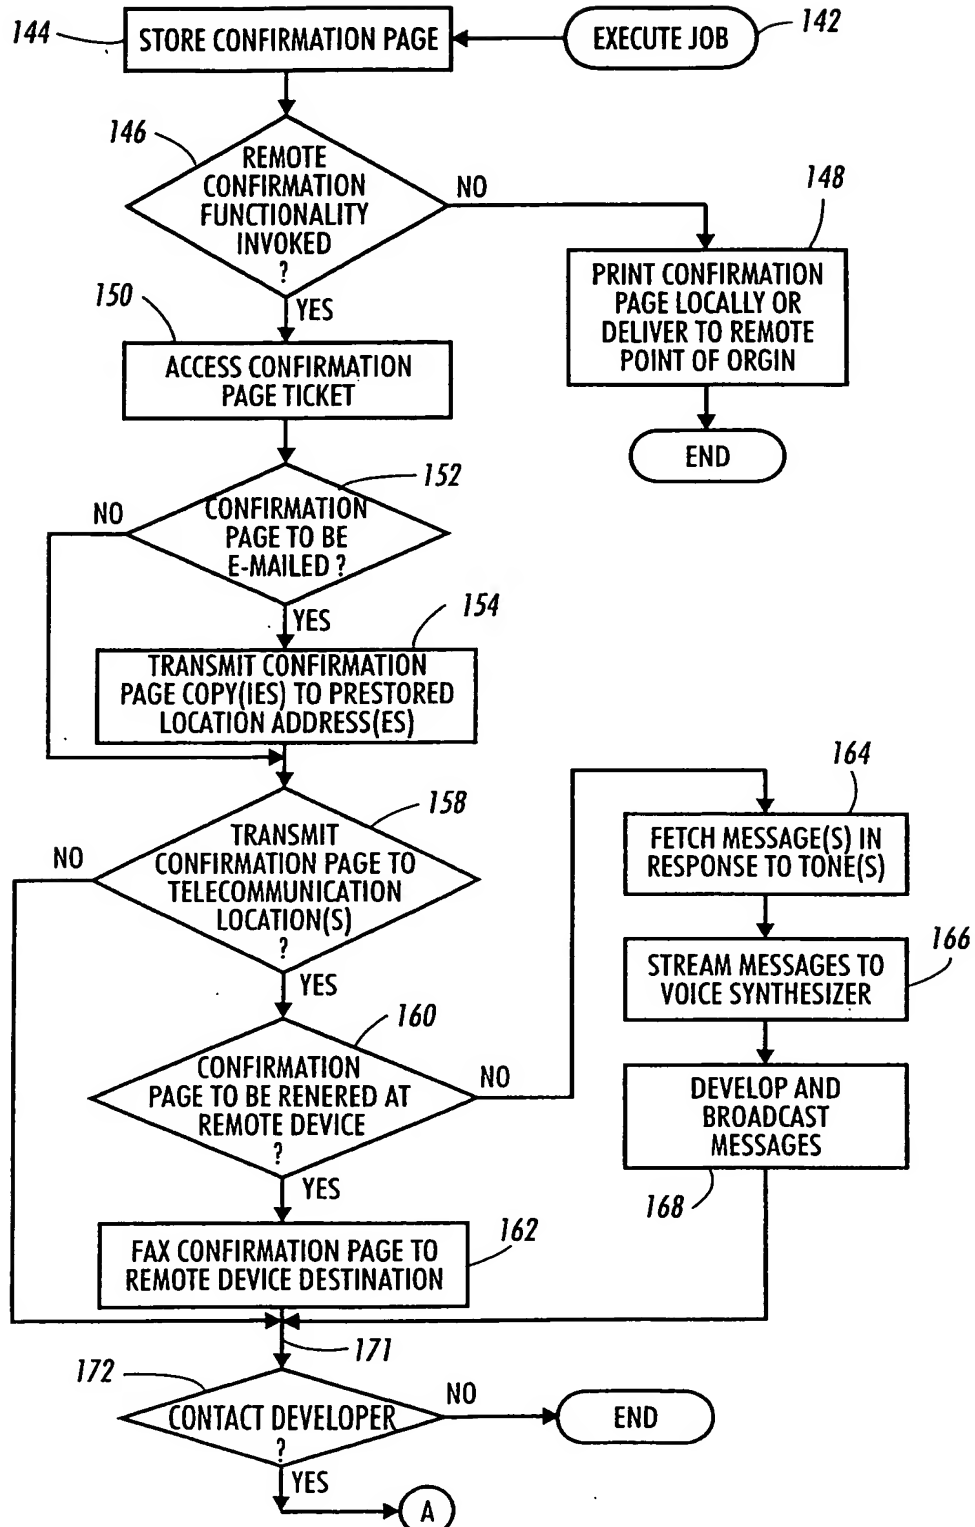 144
STORE CONFIRMATION PAGE
EXECUTE JOB
142
146
REMOTE
CONFIRMATION
FUNCTIONALITY
INVOKED
?
NO
148
PRINT CONFIRMATION
PAGE LOCALLY OR
DELIVER TO REMOTE
POINT OF ORGIN
END
150
YES
ACCESS CONFIRMATION
PAGE TICKET
152
NO
CONFIRMATION
PAGE TO BE
E-MAILED ?
YES
154
TRANSMIT CONFIRMATION
PAGE COPY(IES) TO PRESTORED
LOCATION ADDRESS(ES)
158
NO
TRANSMIT
CONFIRMATION PAGE TO
TELECOMMUNICATION
LOCATION(S)
?
YES
160
CONFIRMATION
PAGE TO BE RENERED AT
REMOTE DEVICE
?
NO
164
FETCH MESSAGE(S) IN
RESPONSE TO TONE(S)
166
STREAM MESSAGES TO
VOICE SYNTHESIZER
DEVELOP AND
BROADCAST
MESSAGES
168
YES
162
FAX CONFIRMATION PAGE TO
REMOTE DEVICE DESTINATION
171
172
CONTACT DEVELOPER
?
NO
END
YES
A